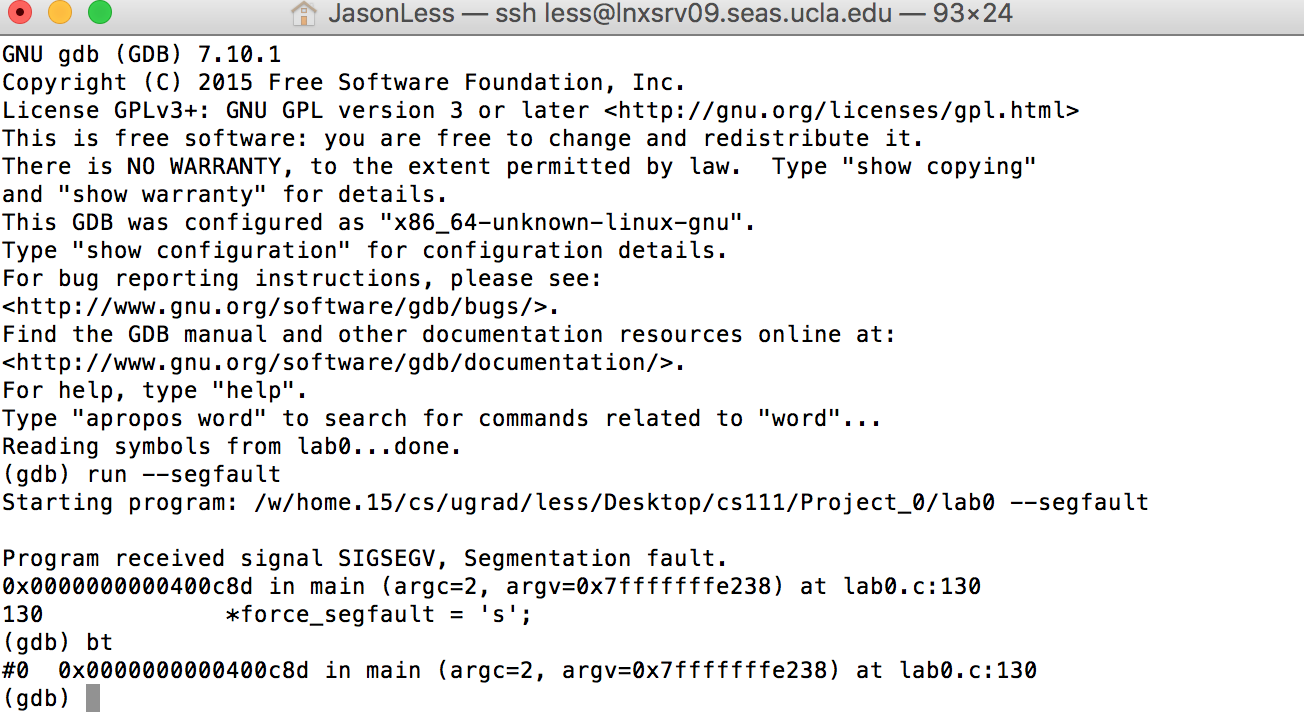 JasonLess — ssh less@lnxsrv09.seas.ucla.edu — 93×24
GNU gdb (GDB) 7.10.1
Copyright (C) 2015 Free Software Foundation, Inc.
License GPLv3+: GNU GPL version 3 or later <http://gnu.org/licenses/gpl.html>
This is free software: you are free to change and redistribute it.
There is NO WARRANTY, to the extent permitted by law.  Type "show copying"
and "show warranty" for details.
This GDB was configured as "x86_64-unknown-linux-gnu".
Type "show configuration" for configuration details.
For bug reporting instructions, please see:
<http://www.gnu.org/software/gdb/bugs/>.
Find the GDB manual and other documentation resources online at:
<http://www.gnu.org/software/gdb/documentation/>.
For help, type "help".
Type "apropos word" to search for commands related to "word"...
Reading symbols from lab0...done.
(gdb) run --segfault
Starting program: /w/home.15/cs/ugrad/less/Desktop/cs111/Project_0/lab0 --segfault
Program received signal SIGSEGV, Segmentation fault.
0x0000000000400c8d in main (argc=2, argv=0x7fffffffe238) at lab0.c:130
130             *force_segfault = 's';
(gdb) bt
#0  0x0000000000400c8d in main (argc=2, argv=0x7fffffffe238) at lab0.c:130
(gdb)